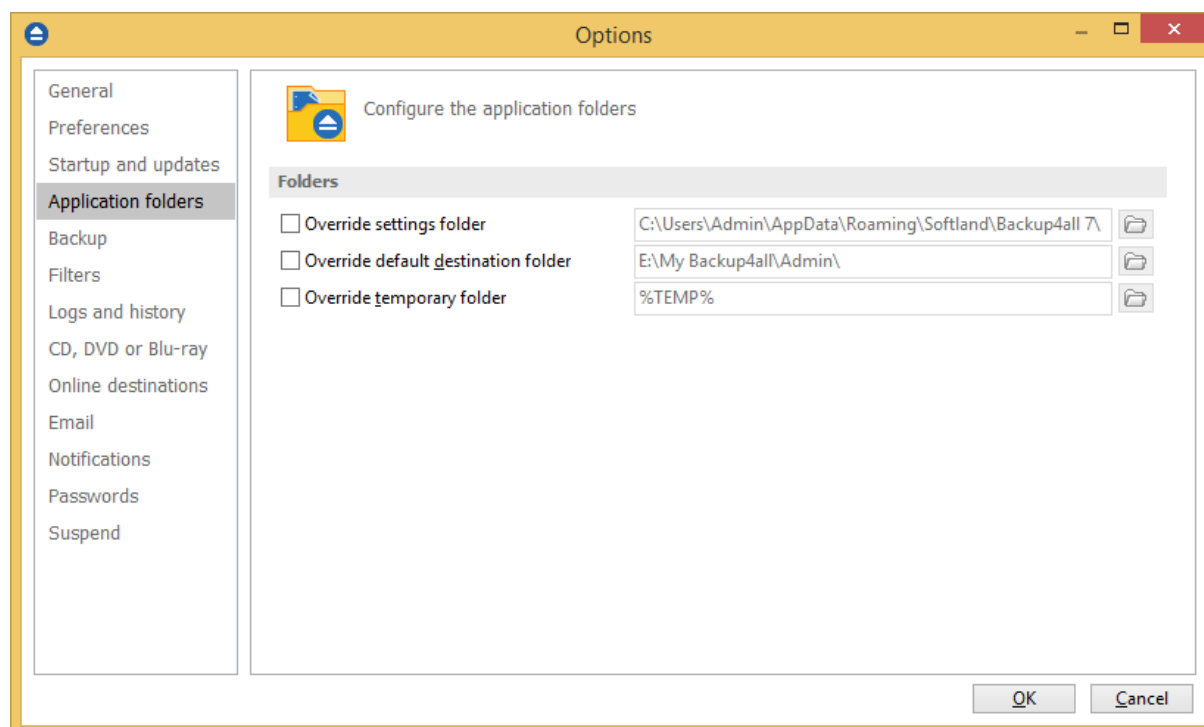 Options
General
Preferences
Startup and updates
Application folders
Backup
Filters
Logs and history
CD, DVD or Blu-ray
Online destinations
Email
Notifications
Passwords
Suspend
Configure the application folders
Folders
Override settings folder C:\Users\Admin\AppData\Roaming\Softland\Backup4all 7\
Override default destination folder E:\My Backup4all\Admin\
Override temporary folder %TEMP%
OK Cancel